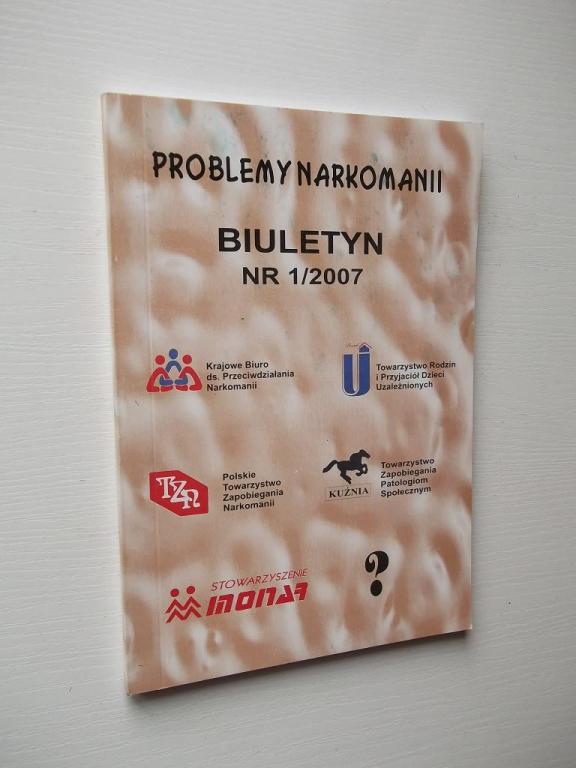 PROBLEMY NARKOMANII
BIULETYN
NR 1/2007
Krajowe Biuro
ds. Przeciwdziałania
Narkomanii
Towarzystwo Rodzin
i Przyjaciół Dzieci
Uzależnionych
TZN
Polskie
Towarzystwo
Zapobiegania
Narkomanii
KUŹNIA
Towarzystwo
Zapobiegania
Patologiom
Społecznym
STOWARZYSZENIE
MONAR
?